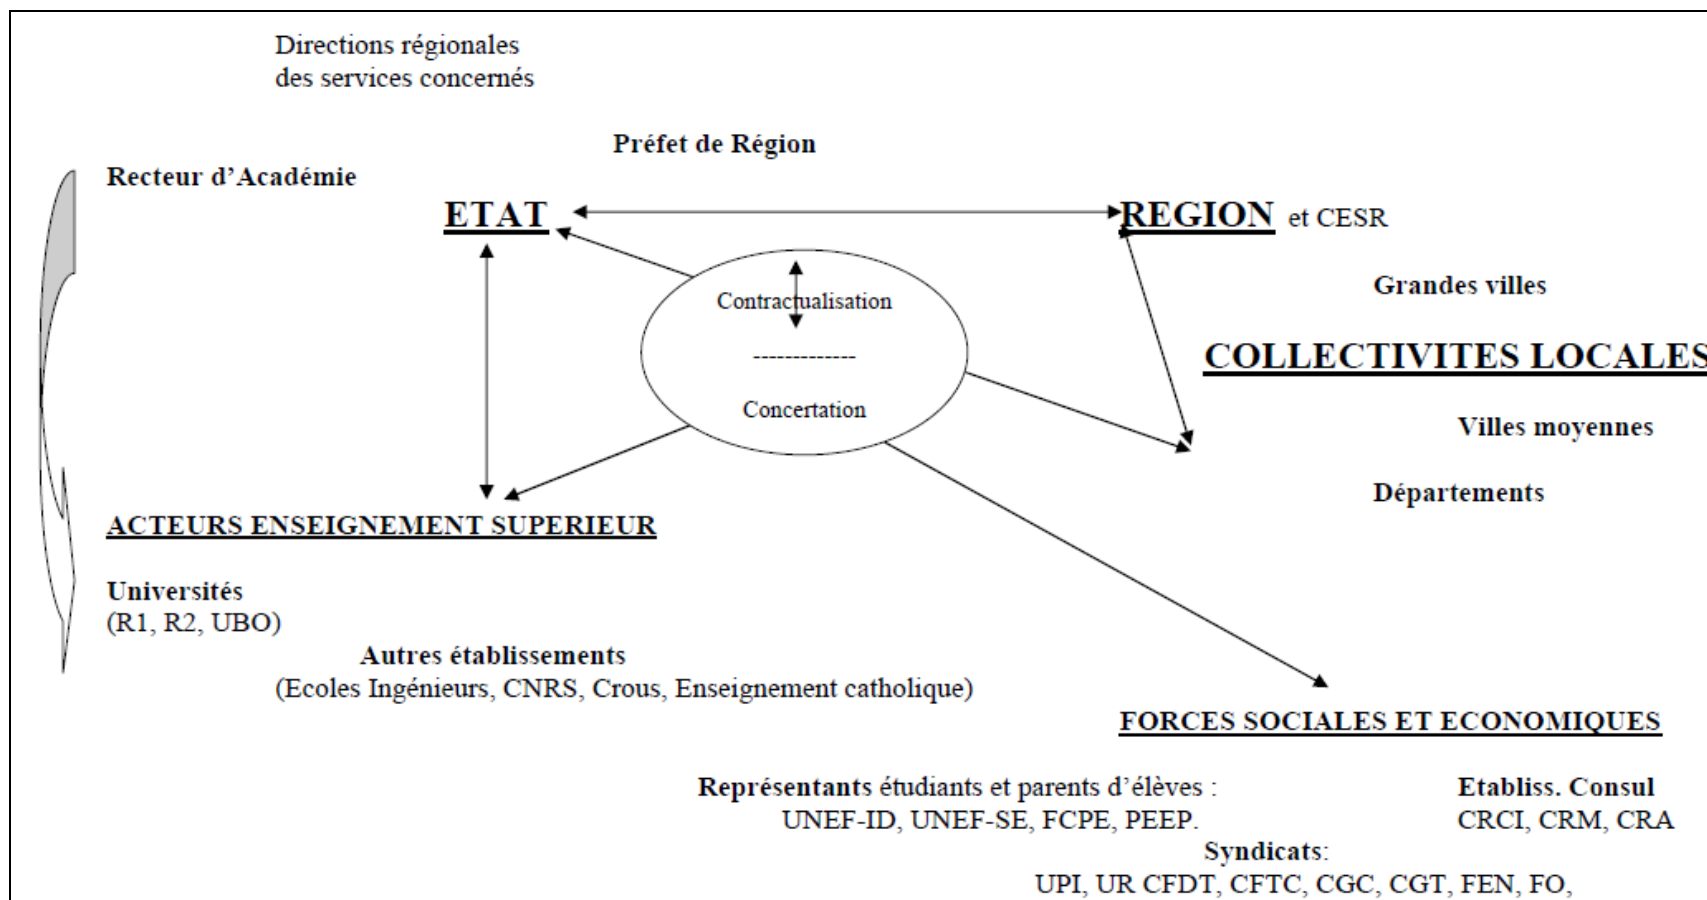 Directions régionales
des services concernés
Préfet de Région
Recteur d’Académie
ETAT
REGION et CESR
Contractualisation
Grandes villes
-------------
COLLECTIVITES LOCALES
Concertation
Villes moyennes
Départements
ACTEURS ENSEIGNEMENT SUPERIEUR
Universités
(R1, R2, UBO)
Autres établissements
(Ecoles Ingénieurs, CNRS, Crous, Enseignement catholique)
FORCES SOCIALES ET ECONOMIQUES
Représentants étudiants et parents d’élèves :
UNEF-ID, UNEF-SE, FCPE, PEEP.
Etabliss. Consul
CRCI, CRM, CRA
Syndicats:
UPI, UR CFDT, CFTC, CGC, CGT, FEN, FO,